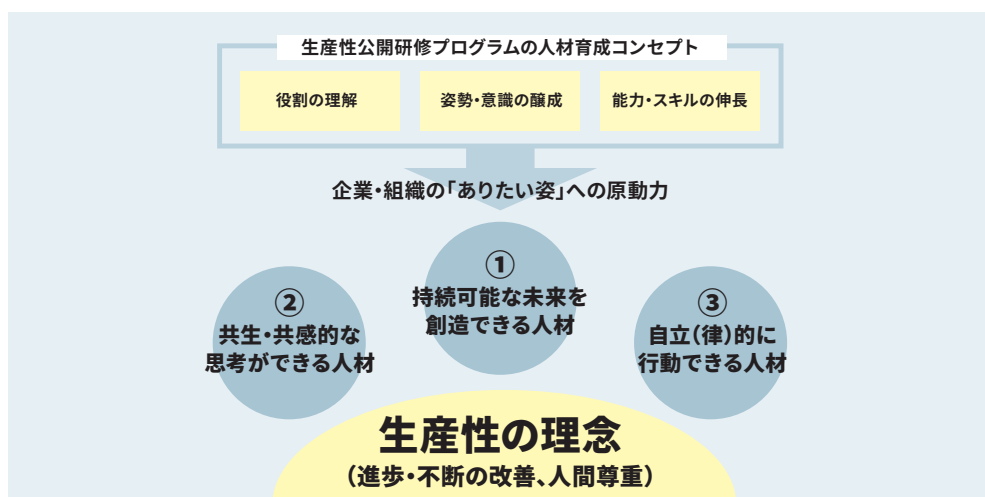 生産性公開研修プログラムの人材育成コンセプト
役割の理解
姿勢・意識の醸成
能力・スキルの伸長
企業・組織の「ありたい姿」への原動力
①
持続可能な未来を
創造できる人材
②
共生・共感的な
思考ができる人材
③
自立(律)的に
行動できる人材
生産性の理念
(進歩・不断の改善、人間尊重)